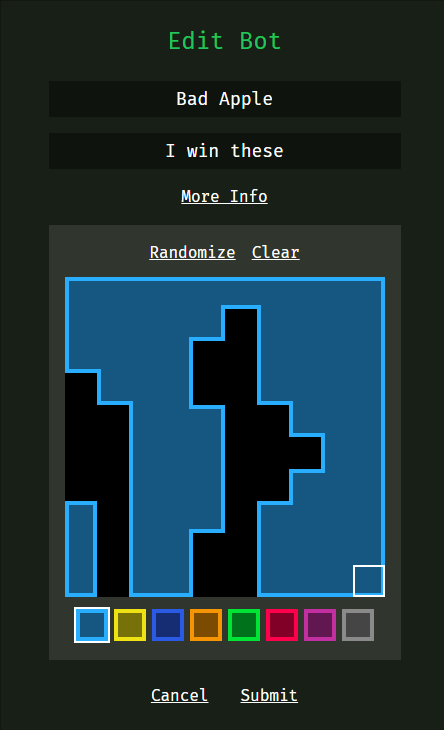 Edit Bot
Bad Apple
I win these
More Info
Randomize Clear
Cancel Submit